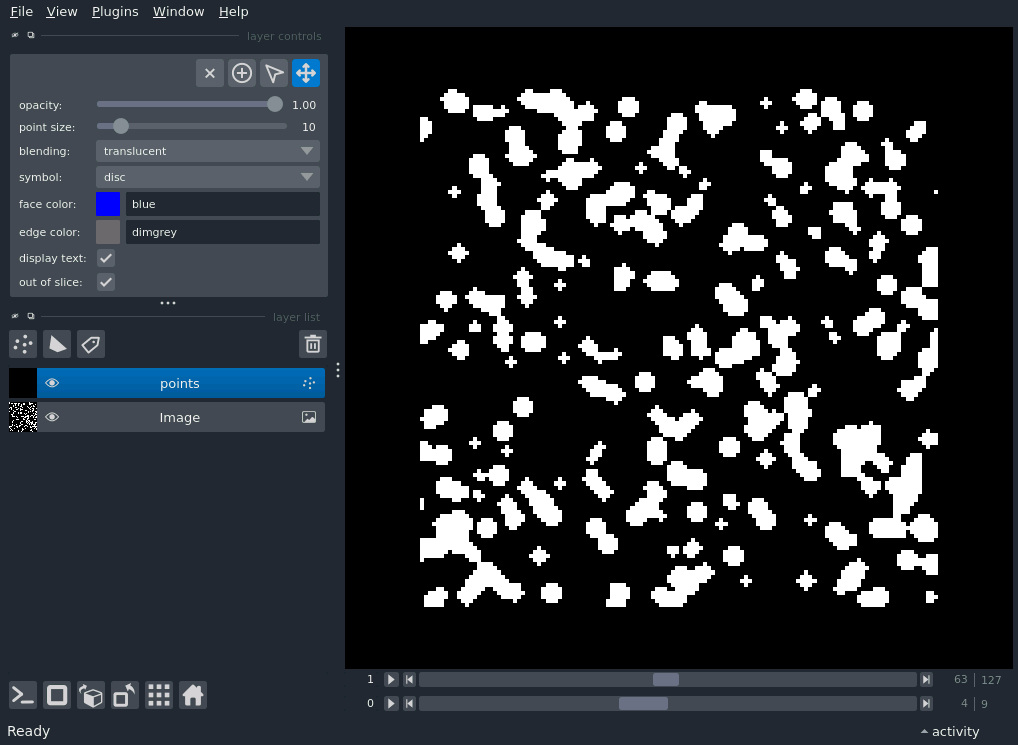 File View Plugins Window Help
layer controls
opacity: 1.00
point size: 10
blending: translucent
symbol: disc
face color: blue
edge color: dimgrey
display text:
out of slice:
layer list
points
Image
1 63 127
0 4 9
Ready activity